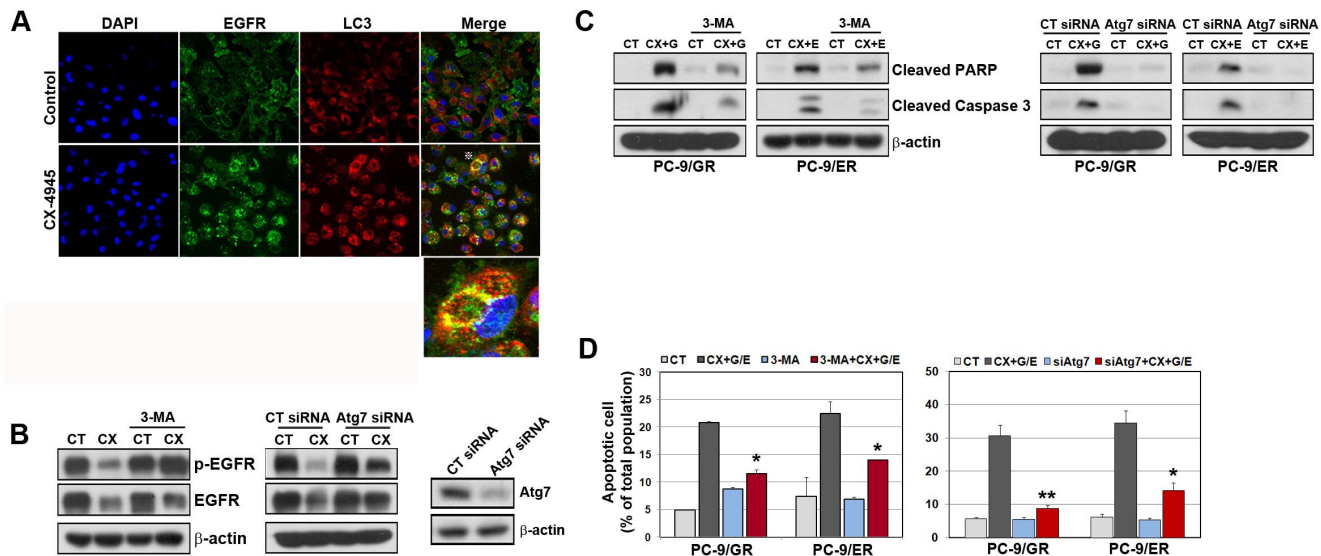 A
DAPI EGFR LC3 Merge
Control
CX-4945
※
B
3-MA
CT CX CT CX
p-EGFR
EGFR
β-actin
CT siRNA Atg7 siRNA
CT CX CT CX
CT siRNA
Atg7 siRNA
Atg7
β-actin
C
3-MA 3-MA
CT CX+G CT CX+G CT CX+E CT CX+E
Cleaved PARP
Cleaved Caspase 3
β-actin
PC-9/GR PC-9/ER
CT siRNA Atg7 siRNA CT siRNA Atg7 siRNA
CT CX+G CT CX+G CT CX+E CT CX+E
PC-9/GR PC-9/ER
D
CT CX+G/E 3-MA 3-MA+CX+G/E
Apoptotic cell
(% of total population)
30
25
20
15
10
5
0
* *
PC-9/GR PC-9/ER
CT CX+G/E siAtg7 siAtg7+CX+G/E
50
40
30
20
10
0
** *
PC-9/GR PC-9/ER